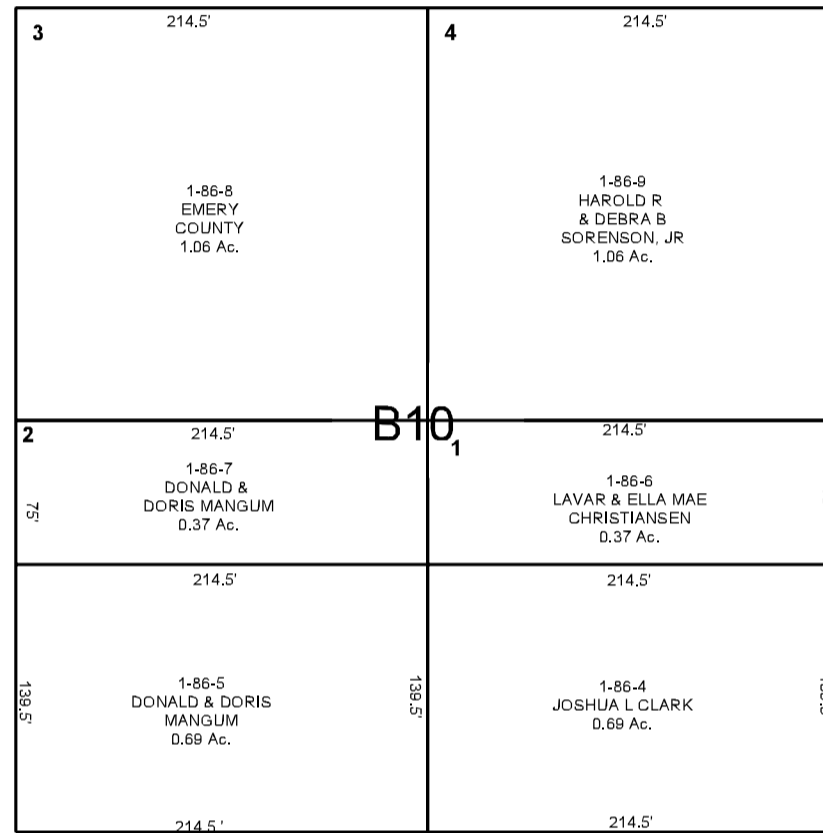 3
214.5'
4
214.5'
1-86-8
EMERY
COUNTY
1.06 Ac.
1-86-9
HAROLD R
& DEBRA B
SORENSON, JR
1.06 Ac.
B10
1
2
214.5'
214.5'
75'
1-86-7
DONALD &
DORIS MANGUM
0.37 Ac.
1-86-6
LAVAR & ELLA MAE
CHRISTIANSEN
0.37 Ac.
214.5'
214.5'
139.5'
1-86-5
DONALD & DORIS
MANGUM
0.69 Ac.
139.5'
1-86-4
JOSHUA L CLARK
0.69 Ac.
214.5 '
214.5'